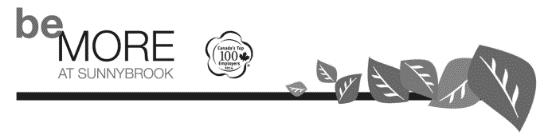 be
MORE
AT SUNNYBROOK
Canada's Top
100
Employers